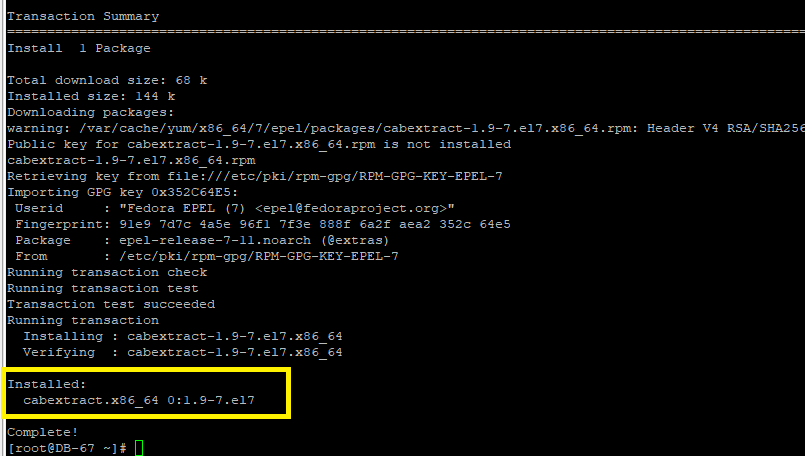 Transaction Summary
================================================================================
Install  1 Package
Total download size: 68 k
Installed size: 144 k
Downloading packages:
warning: /var/cache/yum/x86_64/7/epel/packages/cabextract-1.9-7.el7.x86_64.rpm: Header V4 RSA/SHA256
Public key for cabextract-1.9-7.el7.x86_64.rpm is not installed
cabextract-1.9-7.el7.x86_64.rpm
Retrieving key from file:///etc/pki/rpm-gpg/RPM-GPG-KEY-EPEL-7
Importing GPG key 0x352C64E5:
 Userid     : "Fedora EPEL (7) <epel@fedoraproject.org>"
 Fingerprint: 91e9 7d7c 4a5e 96f1 7f3e 888f 6a2f aea2 352c 64e5
 Package    : epel-release-7-11.noarch (@extras)
 From       : /etc/pki/rpm-gpg/RPM-GPG-KEY-EPEL-7
Running transaction check
Running transaction test
Transaction test succeeded
Running transaction
  Installing : cabextract-1.9-7.el7.x86_64
  Verifying  : cabextract-1.9-7.el7.x86_64
Installed:
  cabextract.x86_64 0:1.9-7.el7
Complete!
[root@DB-67 ~]#